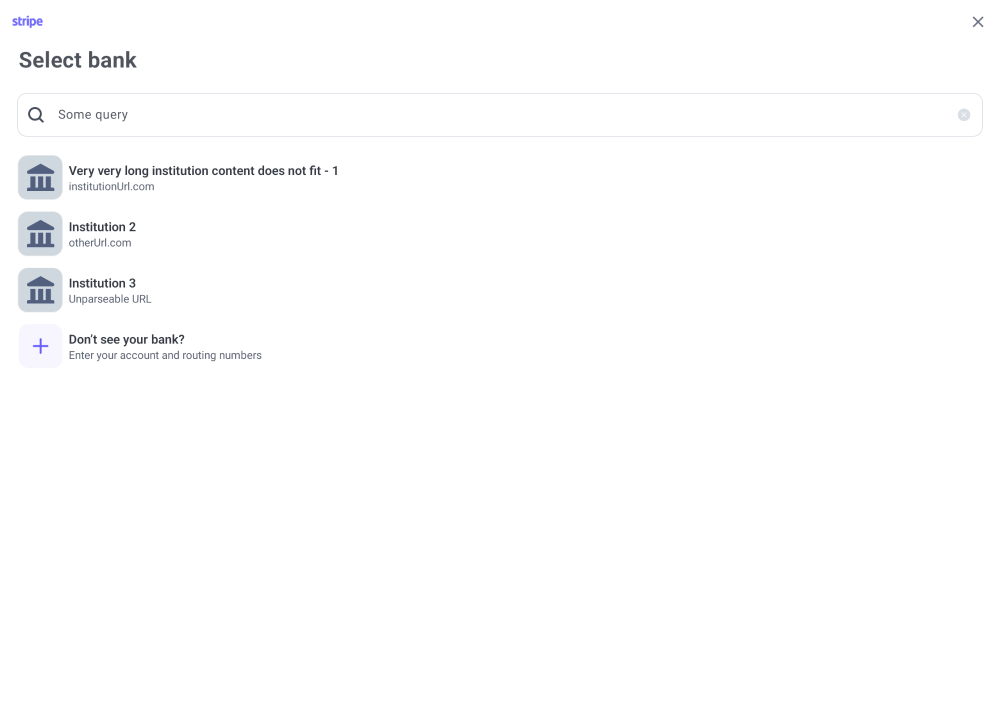 stripe
Select bank
Some query
Very very long institution content does not fit - 1
institutionUrl.com
Institution 2
otherUrl.com
Institution 3
Unparseable URL
Don’t see your bank?
Enter your account and routing numbers